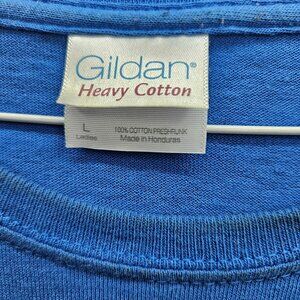 Gildan®
Heavy Cotton
L
Ladies
100% COTTON PRESHRUNK
Made in Honduras